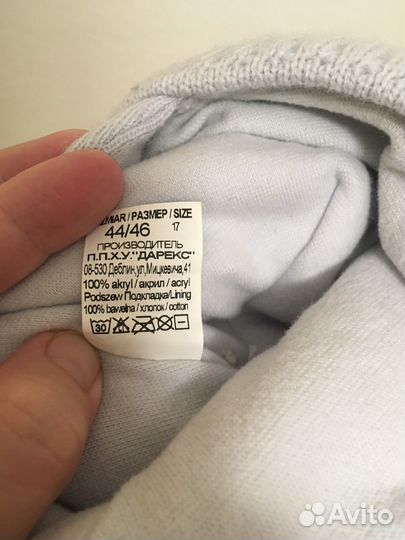 ZMIAR / РАЗМЕР / SIZE
44/46 17
ПРОИЗВОДИТЕЛЬ
П.П.Х.У."ДАРЕКС"
08-530 Деблин,ул.Мицкевича,41
100% akryl / акрил / acryl
Podszew Подкладка/Lining
100% bawełna / хлопок / cotton
30
Avito